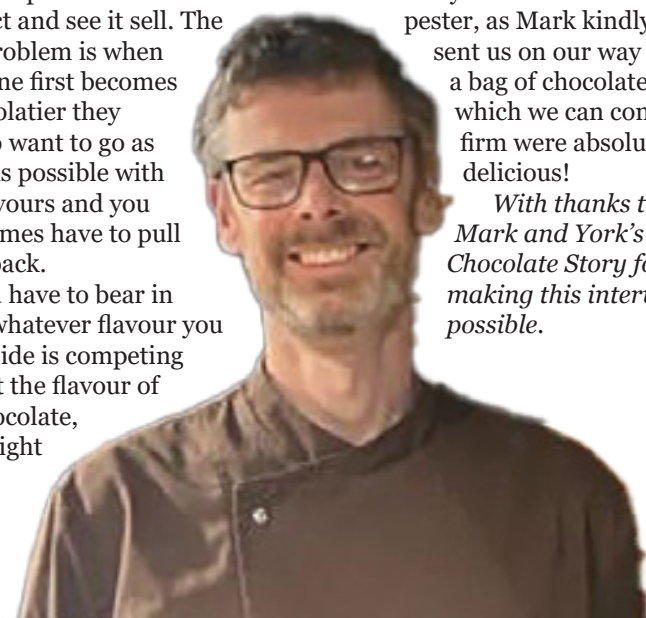 ct and see it sell. The
roblem is when
ne first becomes
olatier they
o want to go as
s possible with
vours and you
mes have to pull
back.
have to bear in
whatever flavour you
ide is competing
t the flavour of
ocolate,
ight
pester, as Mark kindly
sent us on our way
a bag of chocolate
which we can con
firm were absolu
delicious!
With thanks t
Mark and York's
Chocolate Story fo
making this inter
possible.